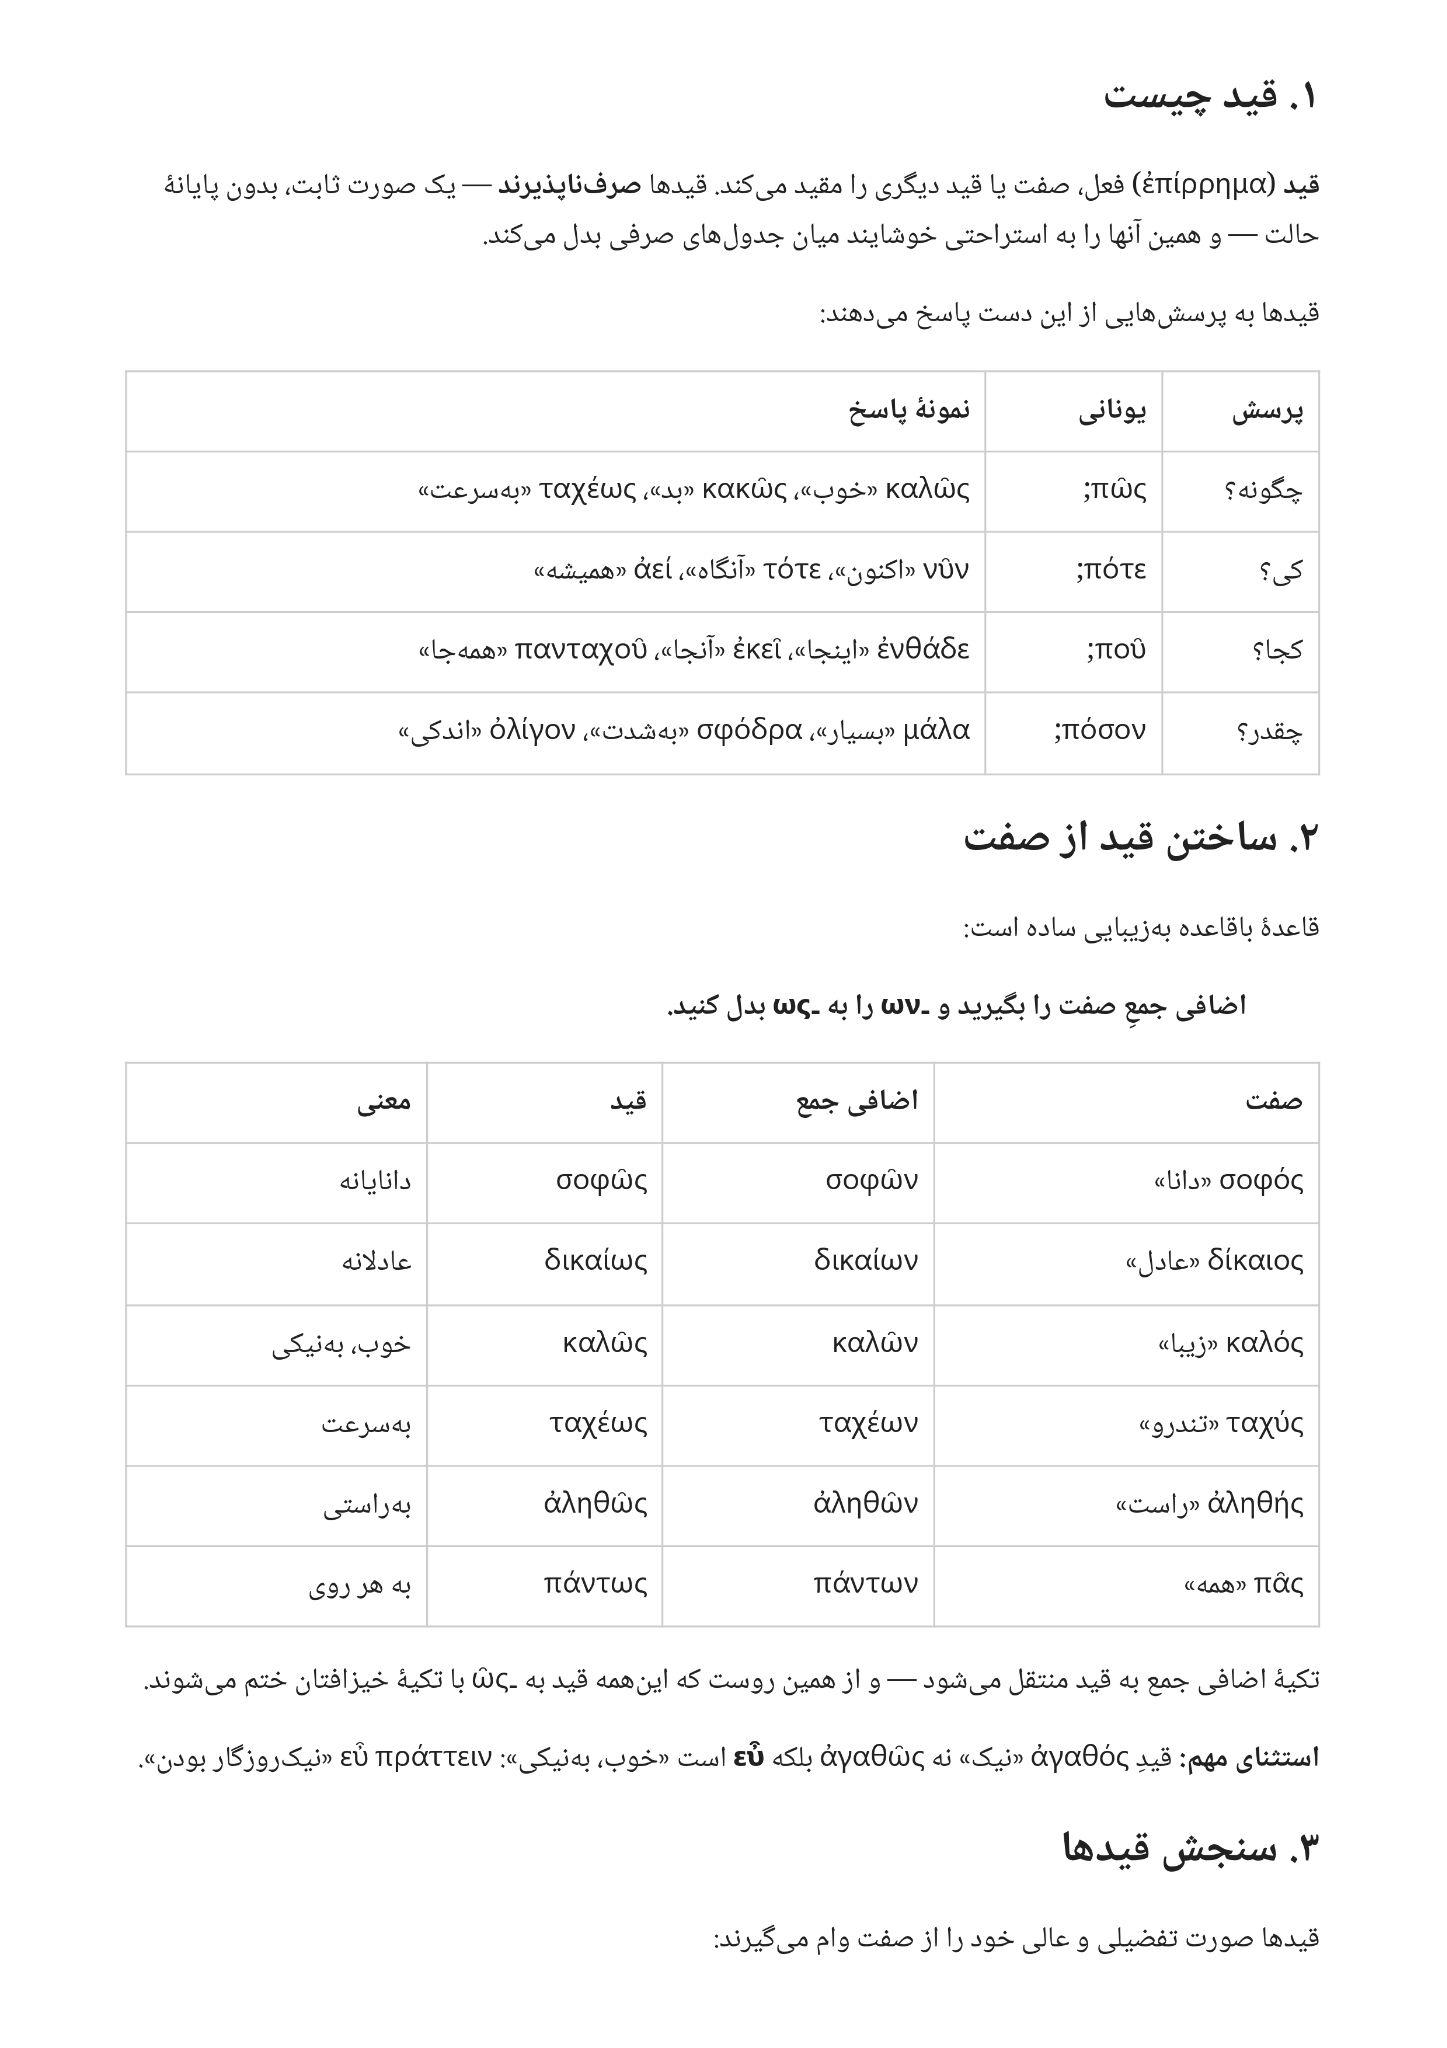 ۱. قید چیست
قید (ἐπίρρημα) فعل، صفت یا قید دیگری را مقید می‌کند. قیدها صرف‌ناپذیرند — یک صورت ثابت، بدون پایانهٔ
حالت — و همین آنها را به استراحتی خوشایند میان جدول‌های صرفی بدل می‌کند.
قیدها به پرسش‌هایی از این دست پاسخ می‌دهند:
پرسش یونانی نمونهٔ پاسخ
چگونه؟ πῶς; καλῶς «خوب»، κακῶς «بد»، ταχέως «به‌سرعت»
کی؟ πότε; νῦν «اکنون»، τότε «آنگاه»، ἀεί «همیشه»
کجا؟ ποῦ; ἐνθάδε «اینجا»، ἐκεῖ «آنجا»، πανταχοῦ «همه‌جا»
چقدر؟ πόσον; μάλα «بسیار»، σφόδρα «به‌شدت»، ὀλίγον «اندکی»
۲. ساختن قید از صفت
قاعدهٔ باقاعده به‌زیبایی ساده است:
اضافی جمعِ صفت را بگیرید و ـων را به ـως بدل کنید.
صفت اضافی جمع قید معنی
σοφός «دانا» σοφῶν σοφῶς دانایانه
δίκαιος «عادل» δικαίων δικαίως عادلانه
καλός «زیبا» καλῶν καλῶς خوب، به‌نیکی
ταχύς «تندرو» ταχέων ταχέως به‌سرعت
ἀληθής «راست» ἀληθῶν ἀληθῶς به‌راستی
πᾶς «همه» πάντων πάντως به هر روی
تکیهٔ اضافی جمع به قید منتقل می‌شود — و از همین روست که این‌همه قید به ـῶς با تکیهٔ خیزافتان ختم می‌شوند.
استثنای مهم: قیدِ ἀγαθός «نیک» نه ἀγαθῶς بلکه εὖ است «خوب، به‌نیکی»: εὖ πράττειν «نیک‌روزگار بودن».
۳. سنجش قیدها
قیدها صورت تفضیلی و عالی خود را از صفت وام می‌گیرند: